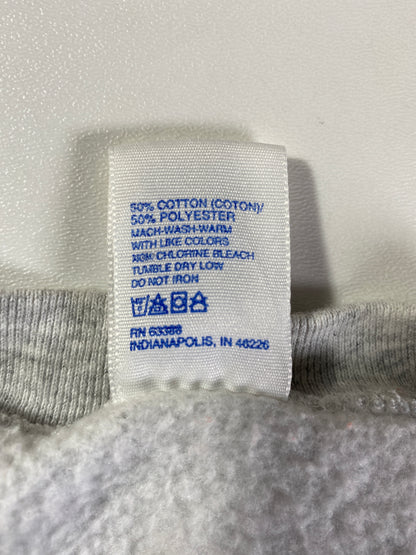 50% COTTON (COTON)/
50% POLYESTER
MACH-WASH-WARM
WITH LIKE COLORS
NON CHLORINE BLEACH
TUMBLE DRY LOW
DO NOT IRON
RN 63388
INDIANAPOLIS, IN 46226